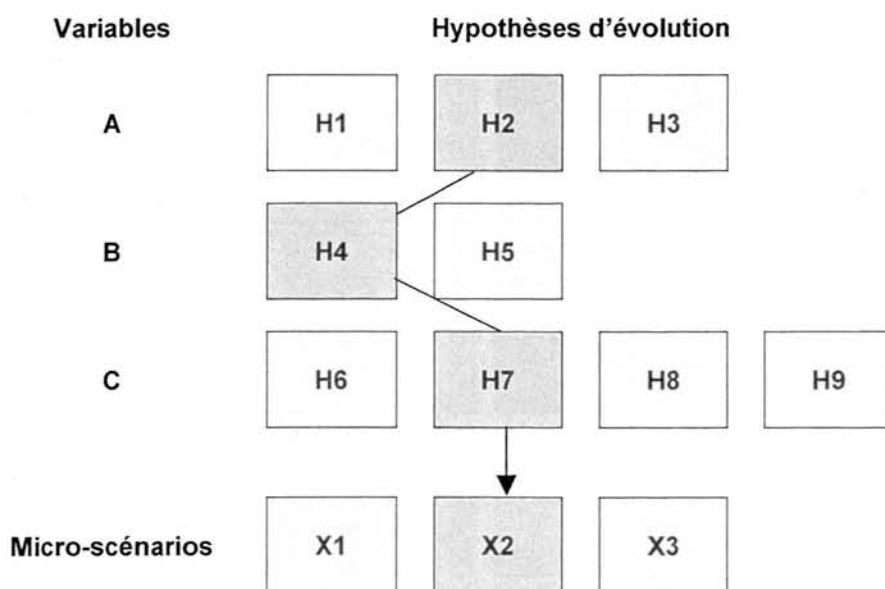 Variables Hypothèses d'évolution
A H1 H2 H3
B H4 H5
C H6 H7 H8 H9
Micro-scénarios X1 X2 X3